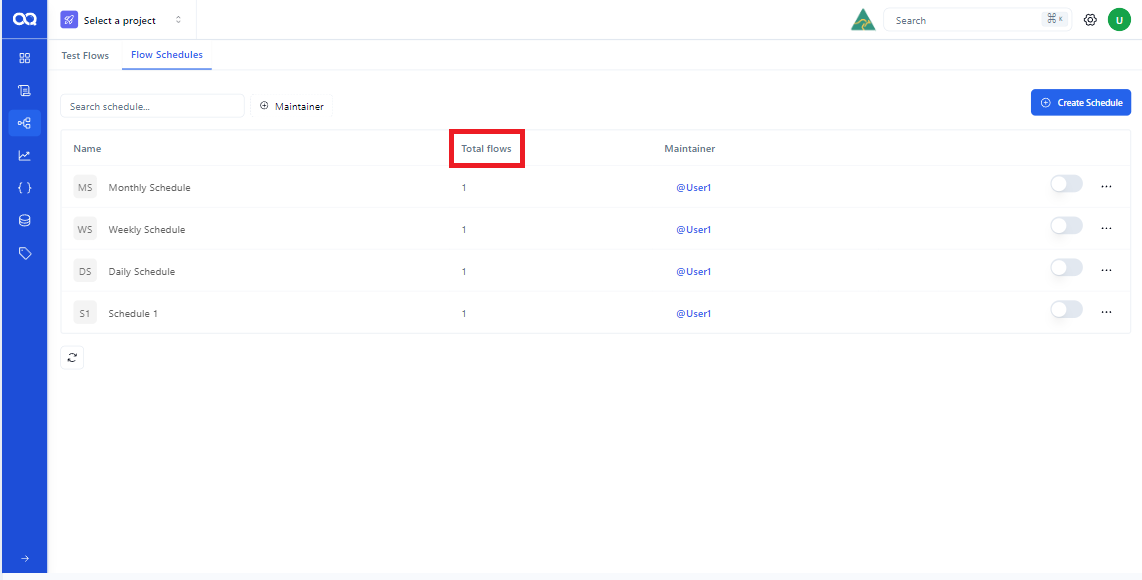 Select a project
Search
⌘ K
U
Test Flows
Flow Schedules
Search schedule...
Maintainer
Create Schedule
Name Total flows Maintainer
MS Monthly Schedule 1 @User1
WS Weekly Schedule 1 @User1
DS Daily Schedule 1 @User1
S1 Schedule 1 1 @User1